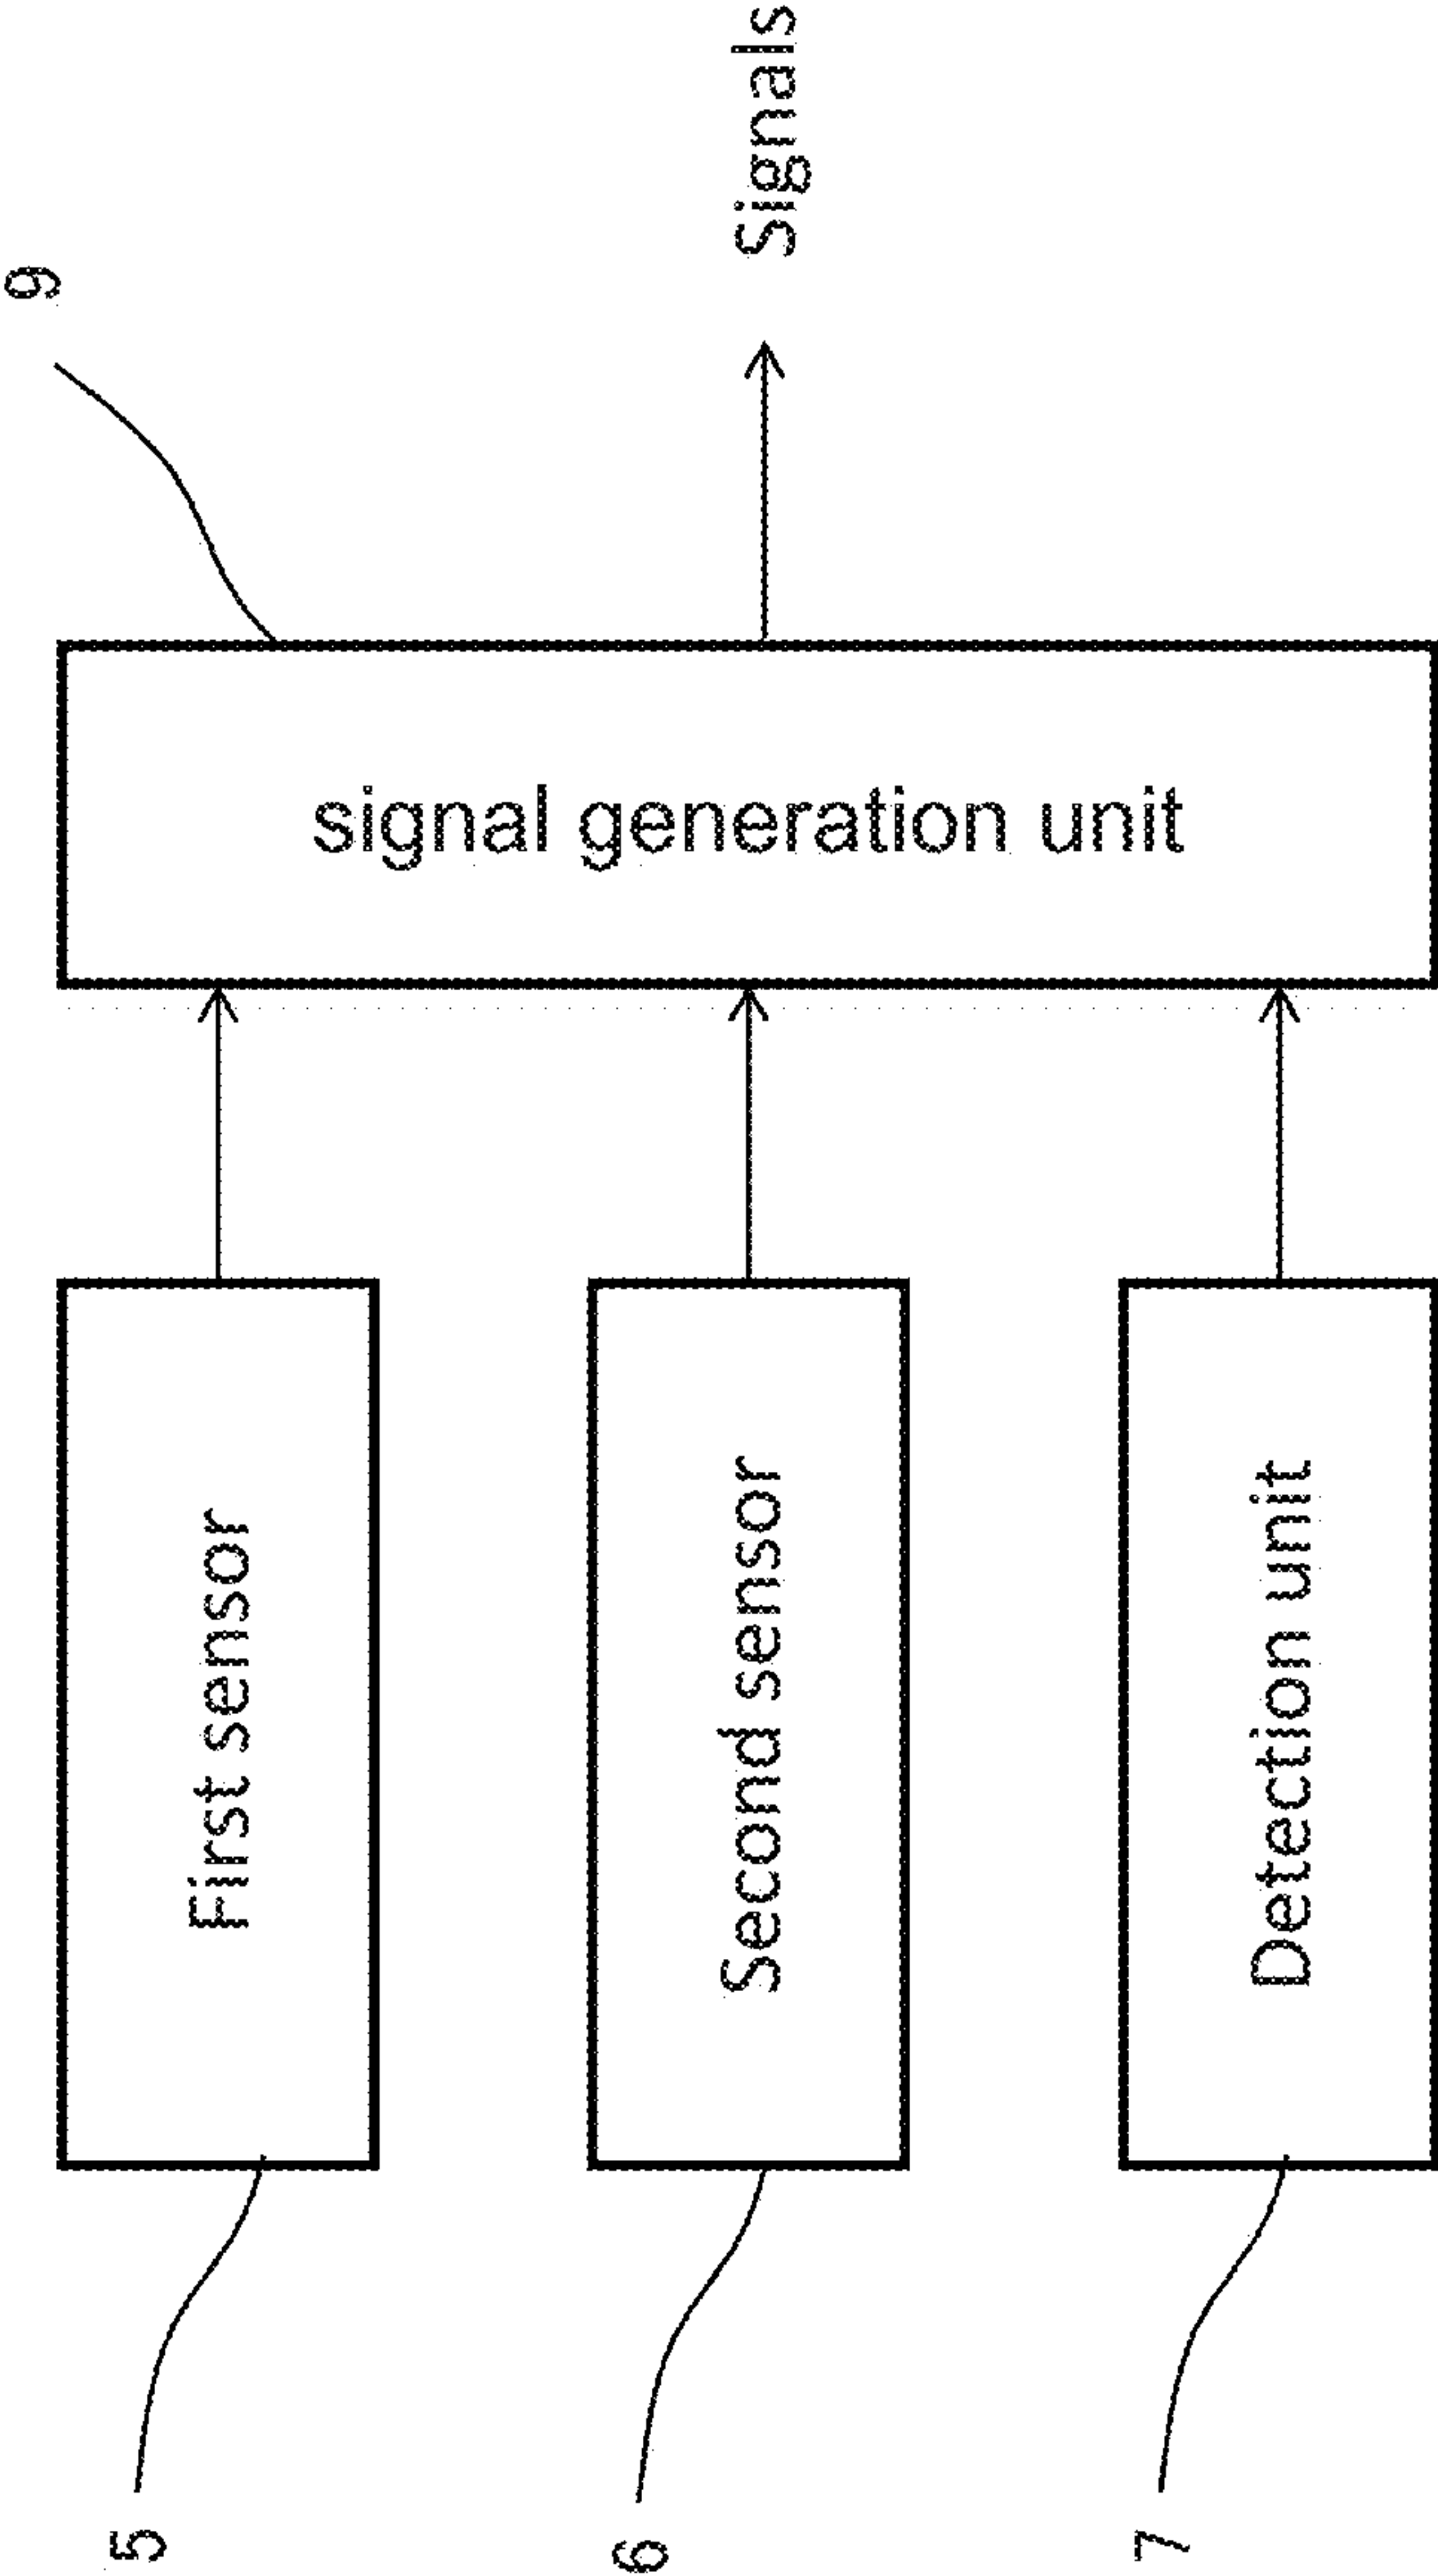 5
First sensor
6
Second sensor
7
Detection unit
signal generation unit
9
Signals